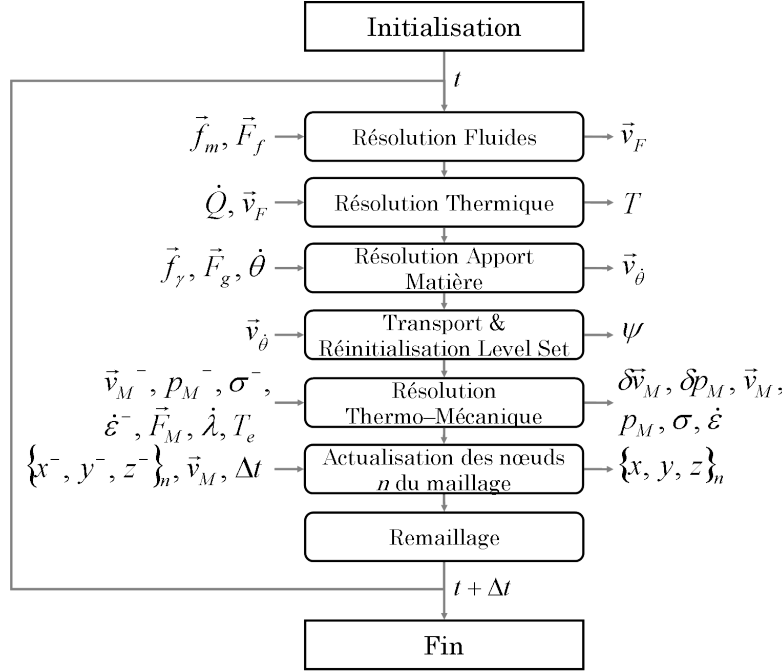 Initialisation
t
f⃗_m, F⃗_f
Résolution Fluides
v⃗_F
Q̇, v⃗_F
Résolution Thermique
T
f⃗_γ, F⃗_g, θ̇
Résolution Apport
Matière
v⃗_θ̇
v⃗_θ̇
Transport &
Réinitialisation Level Set
ψ
v⃗_M⁻, p_M⁻, σ⁻,
ε̇⁻, F⃗_M, λ̇, T_e
Résolution
Thermo–Mécanique
δv⃗_M, δp_M, v⃗_M,
p_M, σ, ε̇
{x⁻, y⁻, z⁻}_n, v⃗_M, Δt
Actualisation des nœuds
n du maillage
{x, y, z}_n
Remaillage
t + Δt
Fin